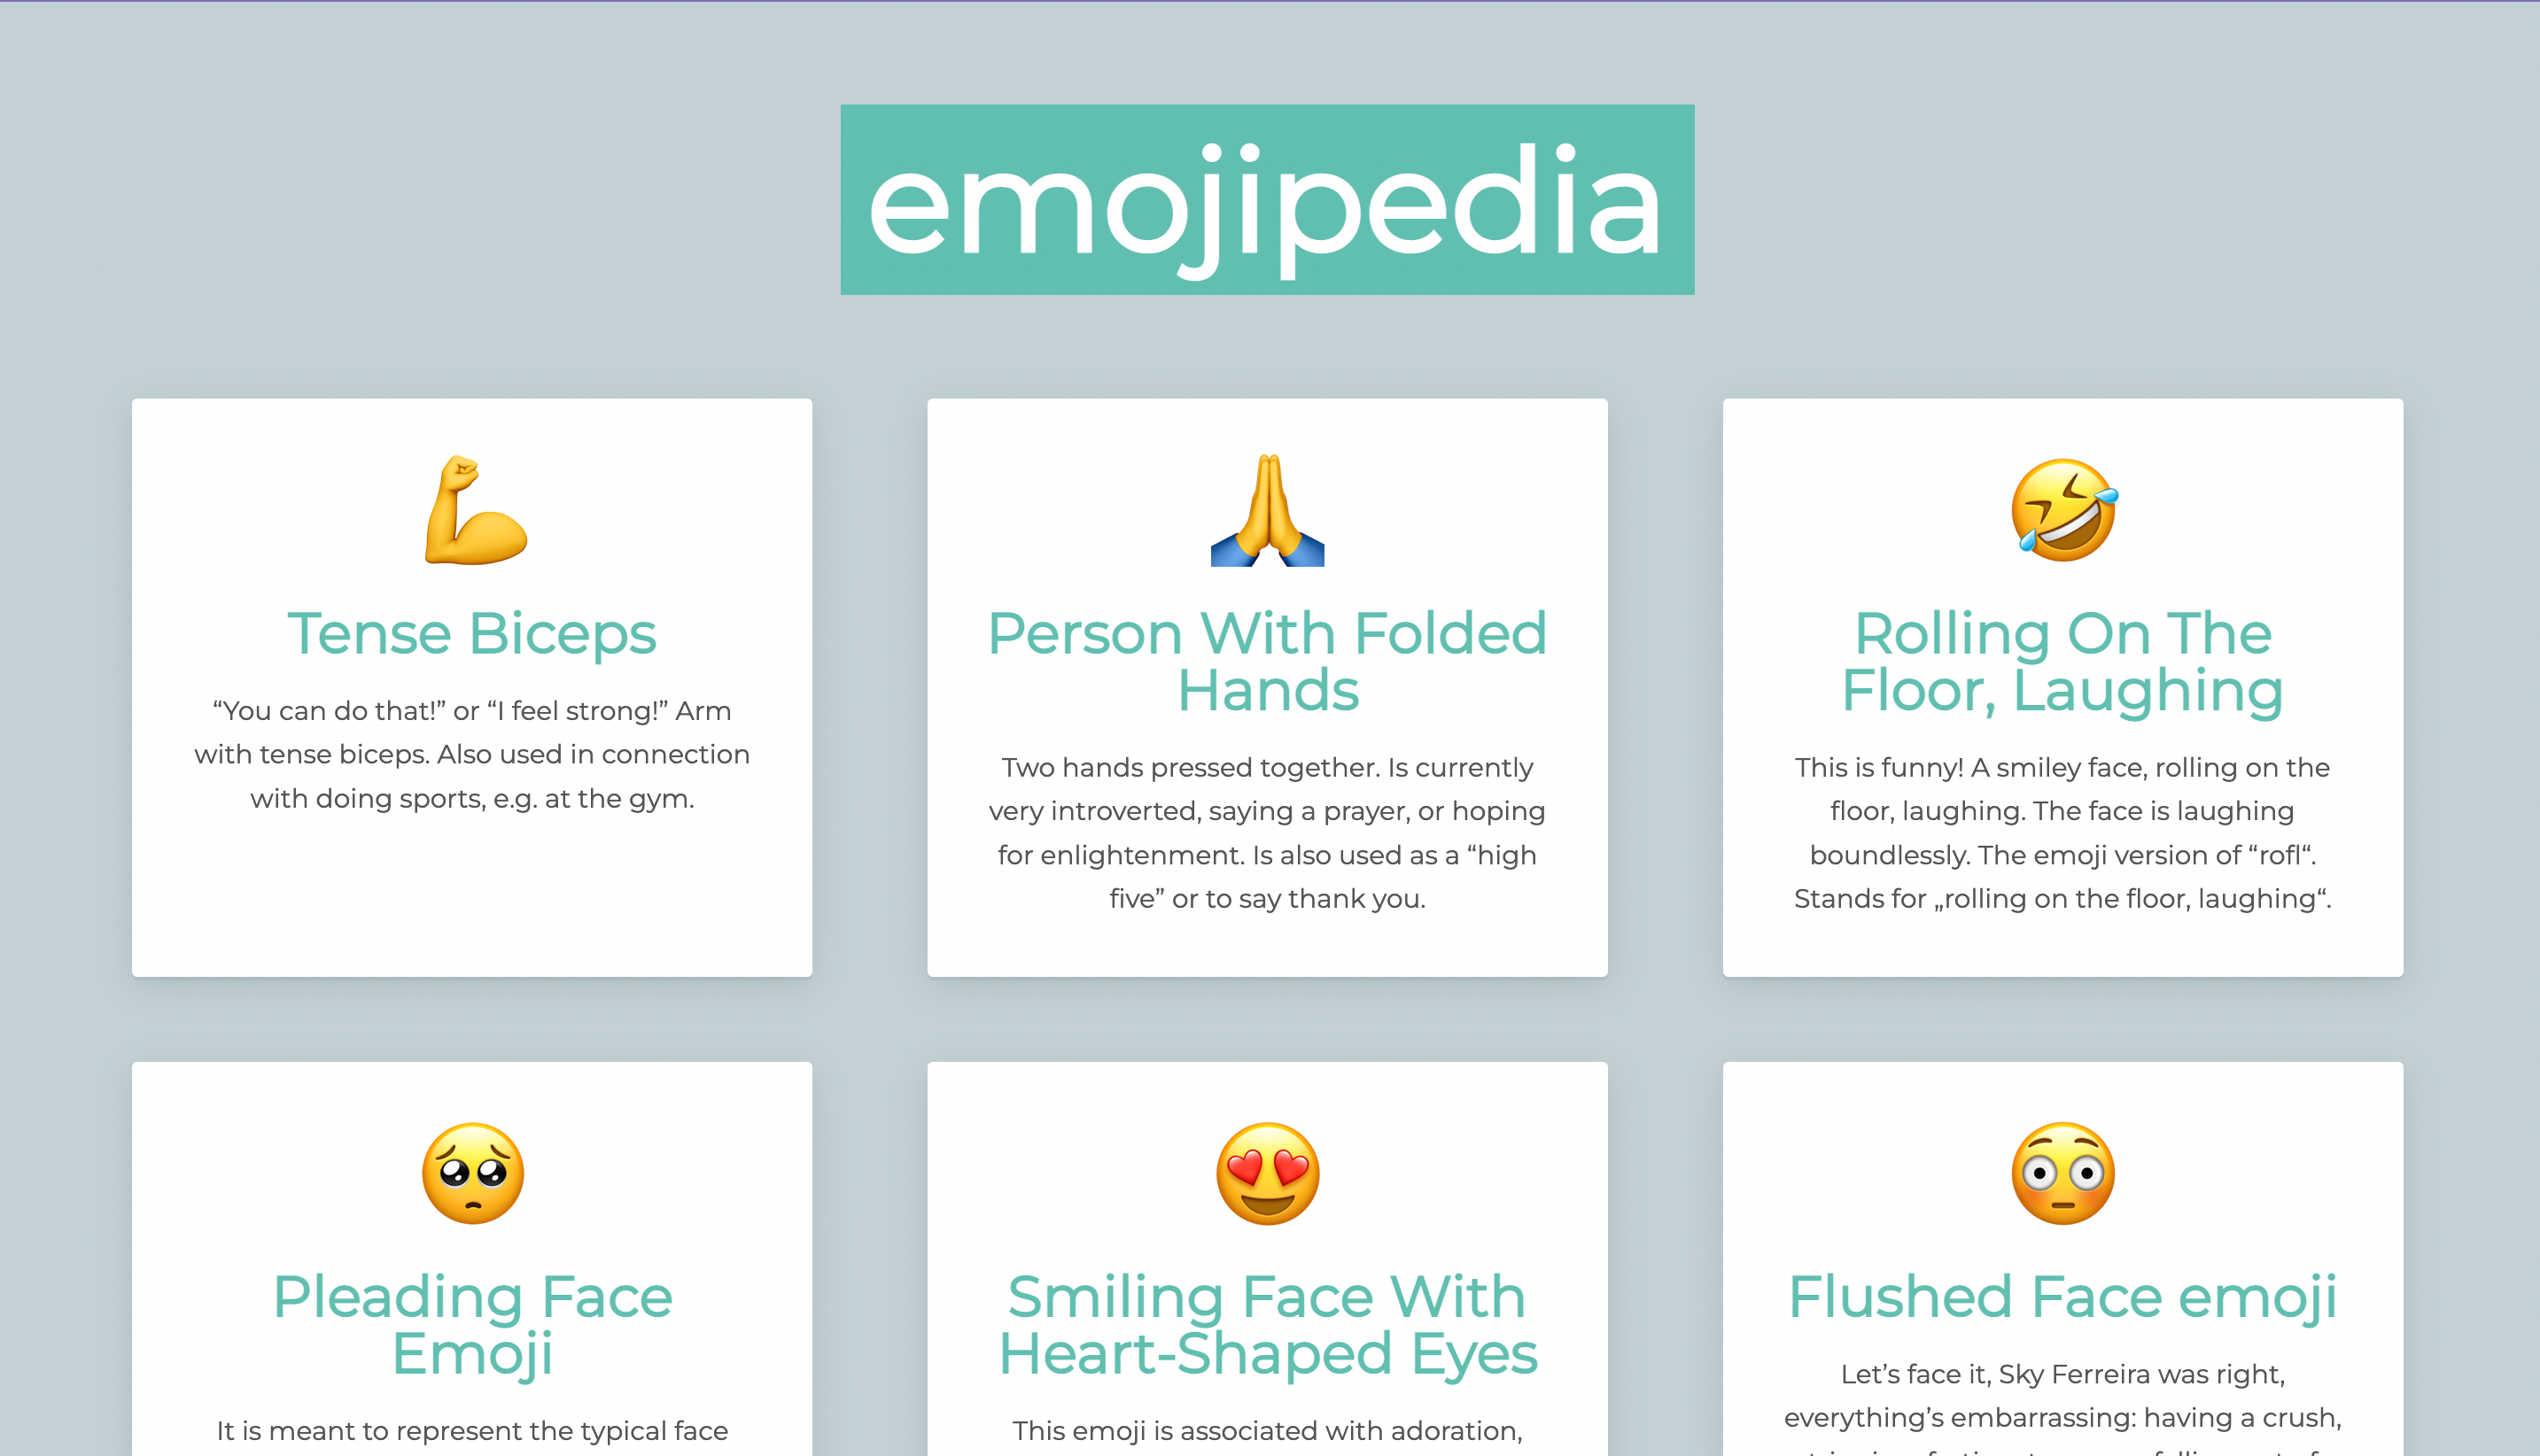 emojipedia
Tense Biceps
“You can do that!” or “I feel strong!” Arm
with tense biceps. Also used in connection
with doing sports, e.g. at the gym.
Person With Folded
Hands
Two hands pressed together. Is currently
very introverted, saying a prayer, or hoping
for enlightenment. Is also used as a “high
five” or to say thank you.
Rolling On The
Floor, Laughing
This is funny! A smiley face, rolling on the
floor, laughing. The face is laughing
boundlessly. The emoji version of “rofl“.
Stands for „rolling on the floor, laughing“.
Pleading Face
Emoji
It is meant to represent the typical face
Smiling Face With
Heart-Shaped Eyes
This emoji is associated with adoration,
Flushed Face emoji
Let’s face it, Sky Ferreira was right,
everything’s embarrassing: having a crush,